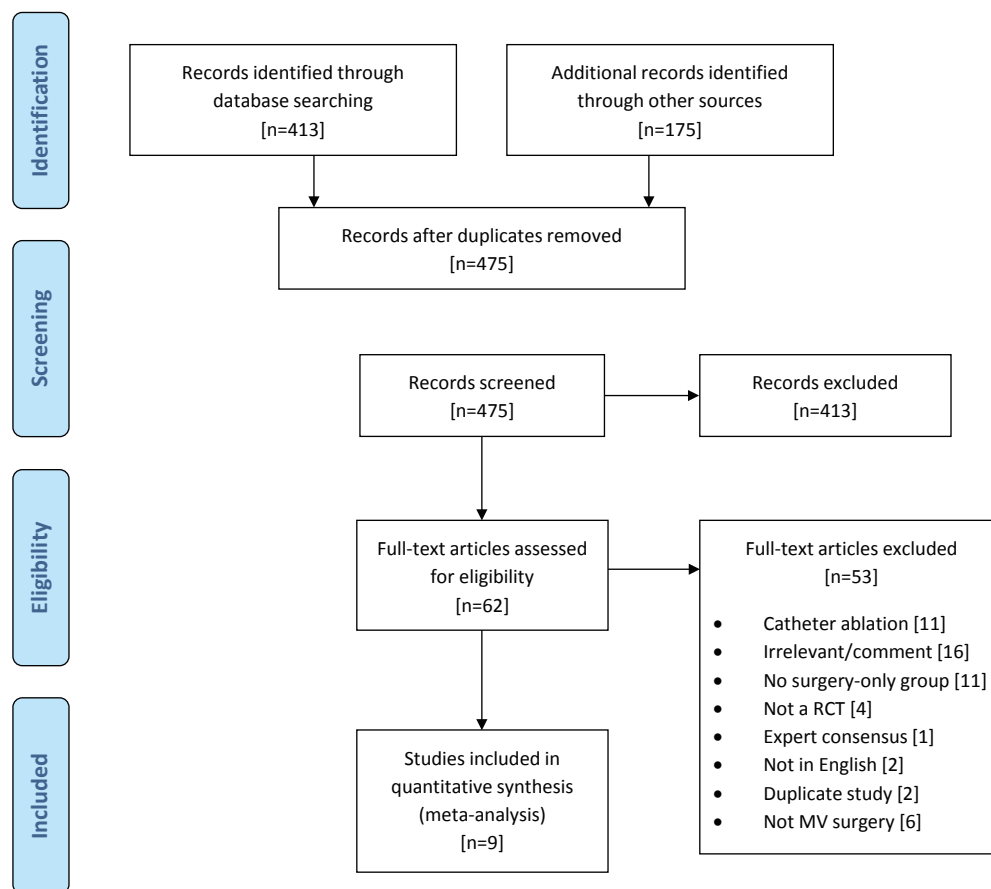 Identification
Records identified through
database searching
[n=413]
Additional records identified
through other sources
[n=175]
Records after duplicates removed
[n=475]
Screening
Records screened
[n=475]
Records excluded
[n=413]
Eligibility
Full-text articles assessed
for eligibility
[n=62]
Full-text articles excluded
[n=53]
• Catheter ablation [11]
• Irrelevant/comment [16]
• No surgery-only group [11]
• Not a RCT [4]
• Expert consensus [1]
• Not in English [2]
• Duplicate study [2]
• Not MV surgery [6]
Included
Studies included in
quantitative synthesis
(meta-analysis)
[n=9]